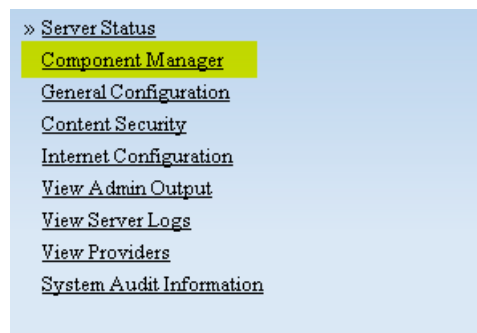 » Server Status
Component Manager
General Configuration
Content Security
Internet Configuration
View Admin Output
View Server Logs
View Providers
System Audit Information